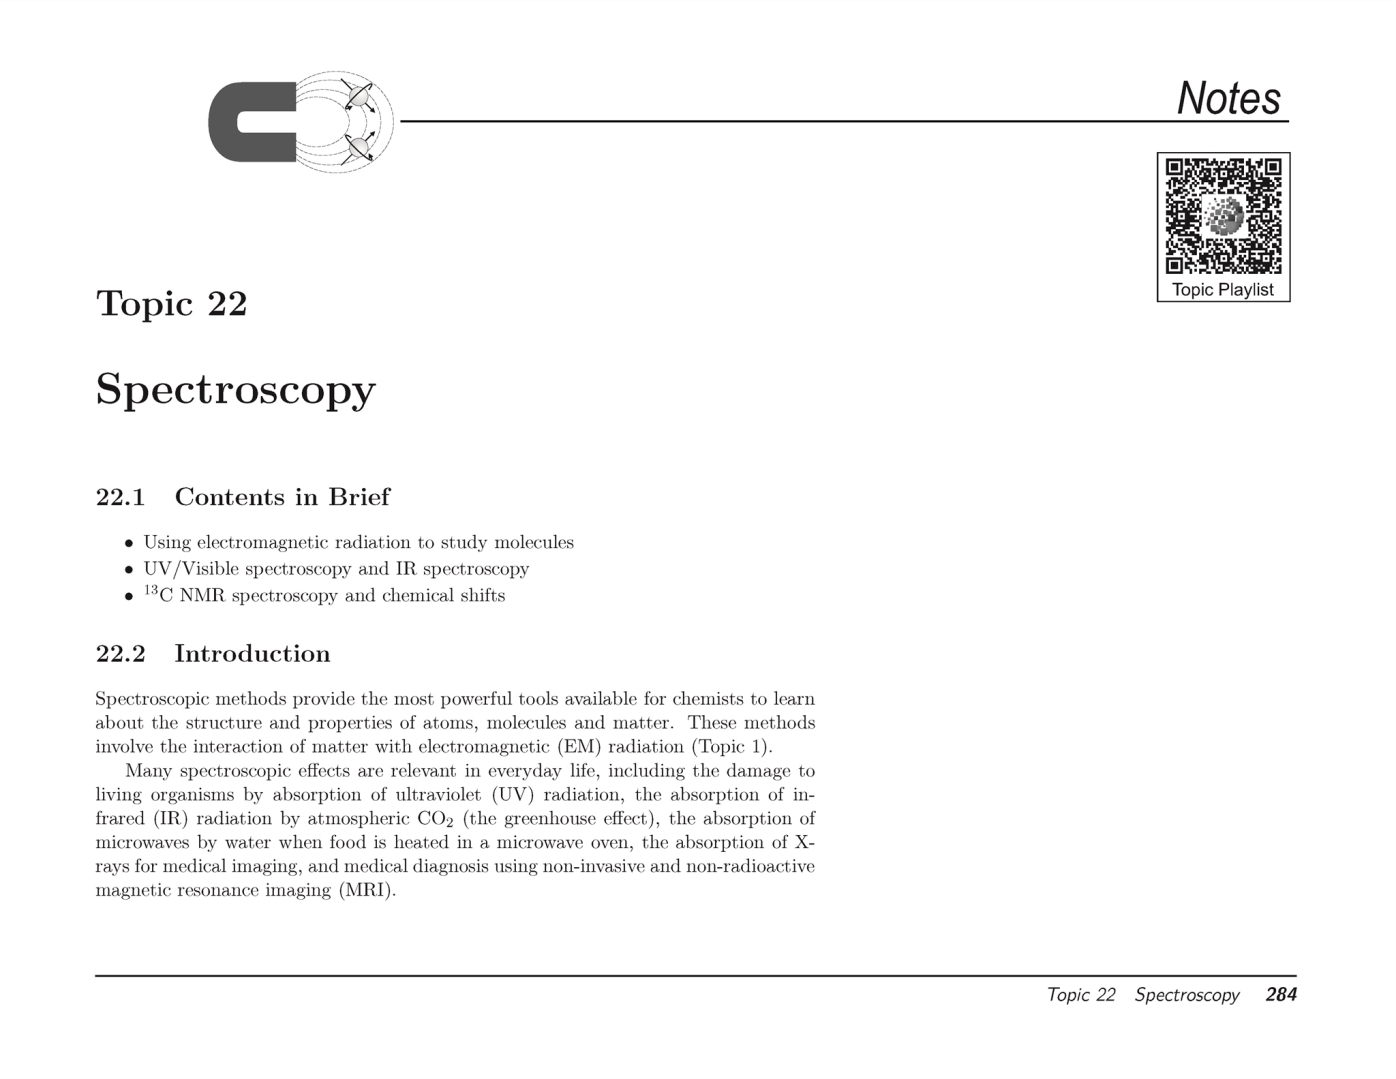 Notes
Topic Playlist
Topic 22
Spectroscopy
22.1 Contents in Brief
• Using electromagnetic radiation to study molecules
• UV/Visible spectroscopy and IR spectroscopy
• ¹³C NMR spectroscopy and chemical shifts
22.2 Introduction
Spectroscopic methods provide the most powerful tools available for chemists to learn
about the structure and properties of atoms, molecules and matter. These methods
involve the interaction of matter with electromagnetic (EM) radiation (Topic 1).
Many spectroscopic effects are relevant in everyday life, including the damage to
living organisms by absorption of ultraviolet (UV) radiation, the absorption of in-
frared (IR) radiation by atmospheric CO₂ (the greenhouse effect), the absorption of
microwaves by water when food is heated in a microwave oven, the absorption of X-
rays for medical imaging, and medical diagnosis using non-invasive and non-radioactive
magnetic resonance imaging (MRI).
Topic 22 Spectroscopy 284